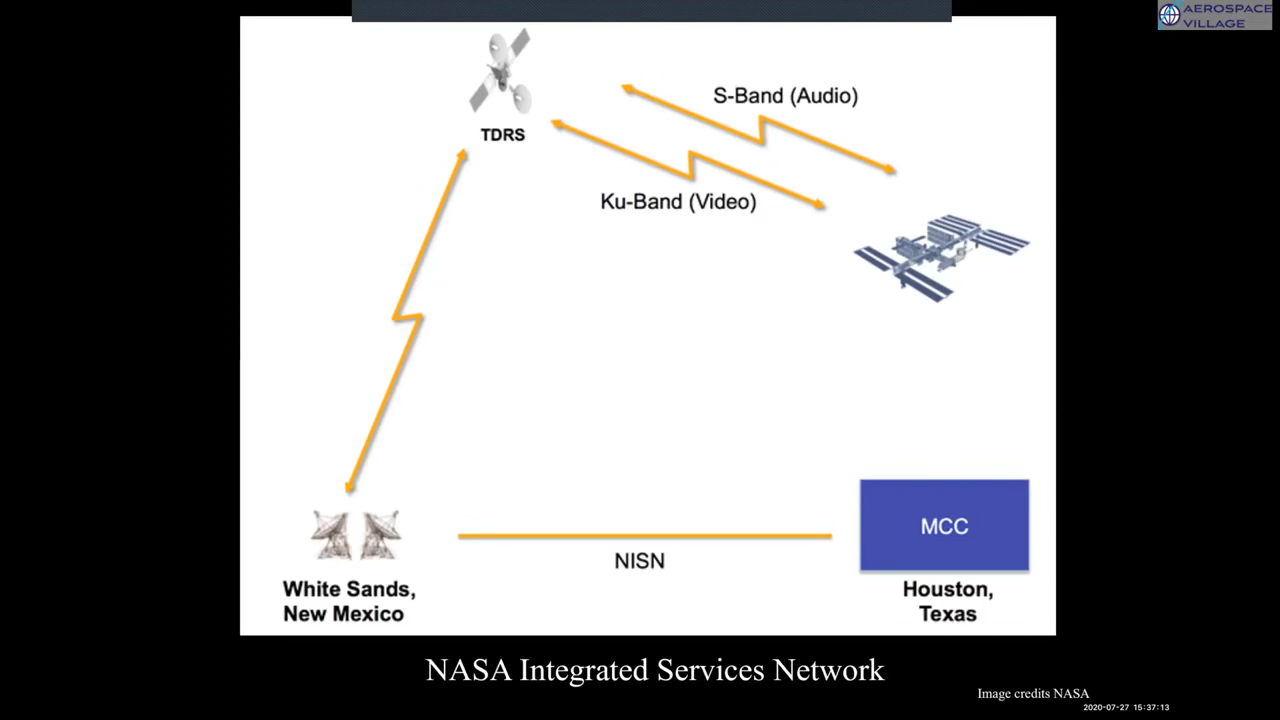 AEROSPACE
VILLAGE
S-Band (Audio)
TDRS
Ku-Band (Video)
MCC
NISN
White Sands,
New Mexico
Houston,
Texas
NASA Integrated Services Network
Image credits NASA
2020-07-27 15:37:13